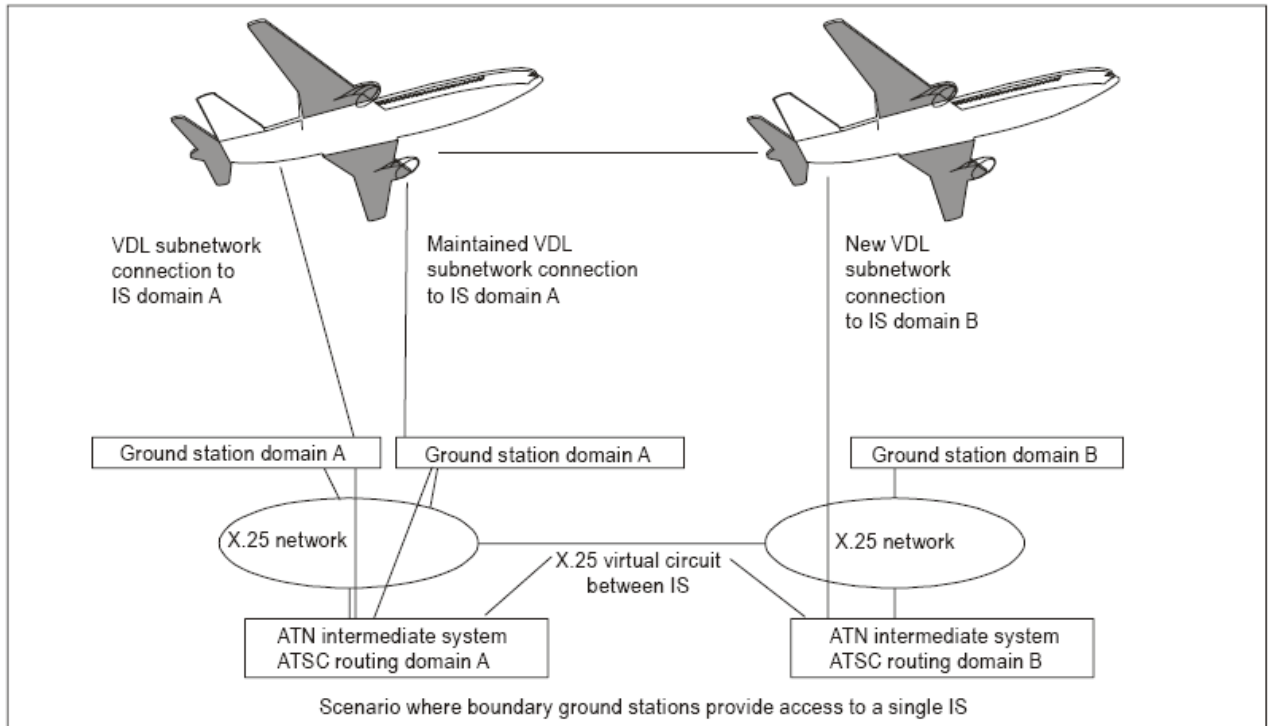 VDL subnetwork
connection to
IS domain A
Maintained VDL
subnetwork connection
to IS domain A
New VDL
subnetwork
connection
to IS domain B
Ground station domain A
Ground station domain A
Ground station domain B
X.25 network
X.25 virtual circuit
between IS
X.25 network
ATN intermediate system
ATSC routing domain A
ATN intermediate system
ATSC routing domain B
Scenario where boundary ground stations provide access to a single IS